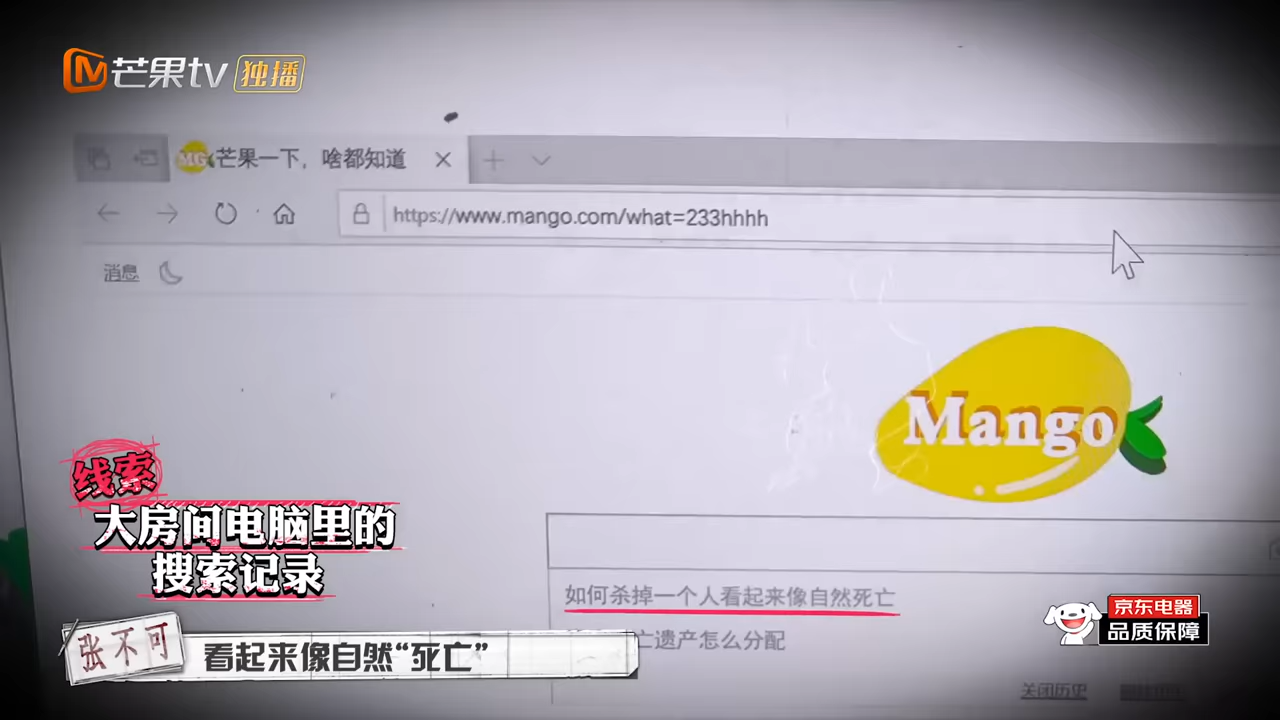 芒果tv 独播
MG 芒果一下，啥都知道
https://www.mango.com/what=233hhhh
消息
Mango
线索
大房间电脑里的
搜索记录
如何杀掉一个人看起来像自然死亡
亡遗产怎么分配
张不可
看起来像自然“死亡”
京东电器
品质保障
关闭历史